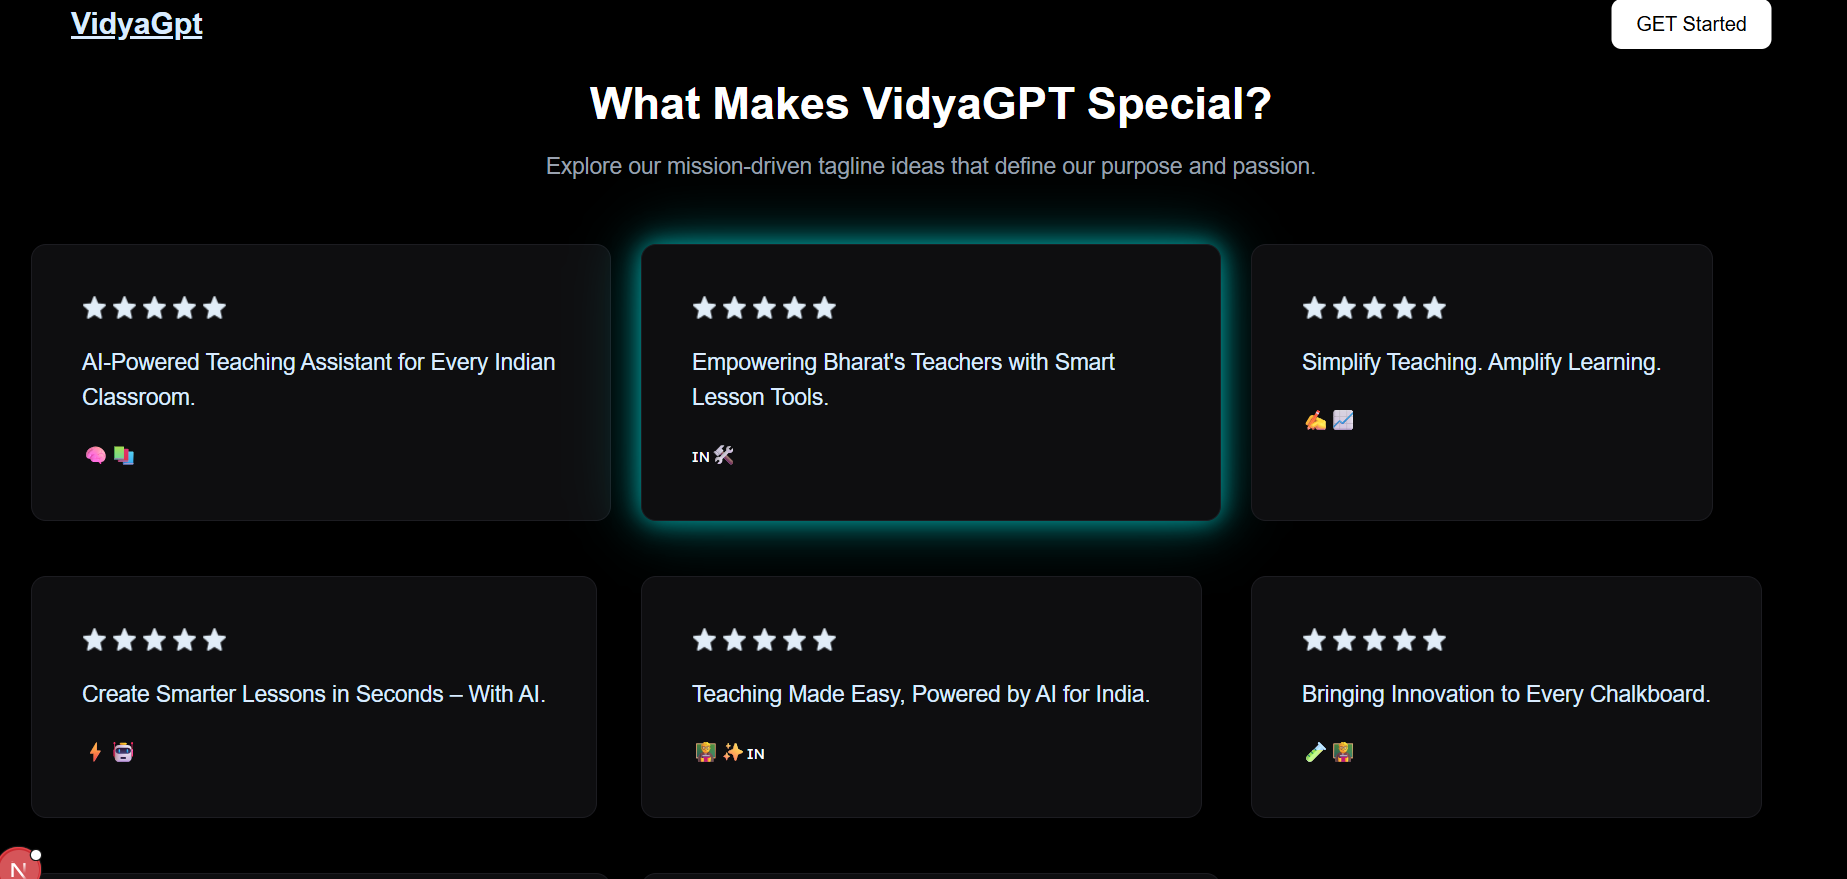 VidyaGpt
GET Started
What Makes VidyaGPT Special?
Explore our mission-driven tagline ideas that define our purpose and passion.
AI-Powered Teaching Assistant for Every Indian
Classroom.
Empowering Bharat's Teachers with Smart
Lesson Tools.
IN
Simplify Teaching. Amplify Learning.
Create Smarter Lessons in Seconds – With AI.
Teaching Made Easy, Powered by AI for India.
IN
Bringing Innovation to Every Chalkboard.
N